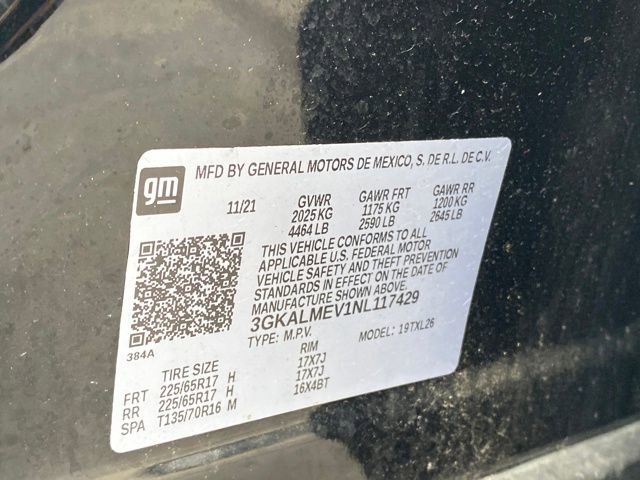 gm
MFD BY GENERAL MOTORS DE MEXICO, S. DE R.L. DE C.V.
11/21 GVWR GAWR FRT GAWR RR
2025 KG 1175 KG 1200 KG
4464 LB 2590 LB 2645 LB
THIS VEHICLE CONFORMS TO ALL
APPLICABLE U.S. FEDERAL MOTOR
VEHICLE SAFETY AND THEFT PREVENTION
STANDARDS IN EFFECT ON THE DATE OF
MANUFACTURE SHOWN ABOVE.
3GKALMEV1NL117429
TYPE: M.P.V. MODEL: 19TXL26
384A
TIRE SIZE RIM
FRT 225/65R17 H 17X7J
RR 225/65R17 H 17X7J
SPA T135/70R16 M 16X4BT